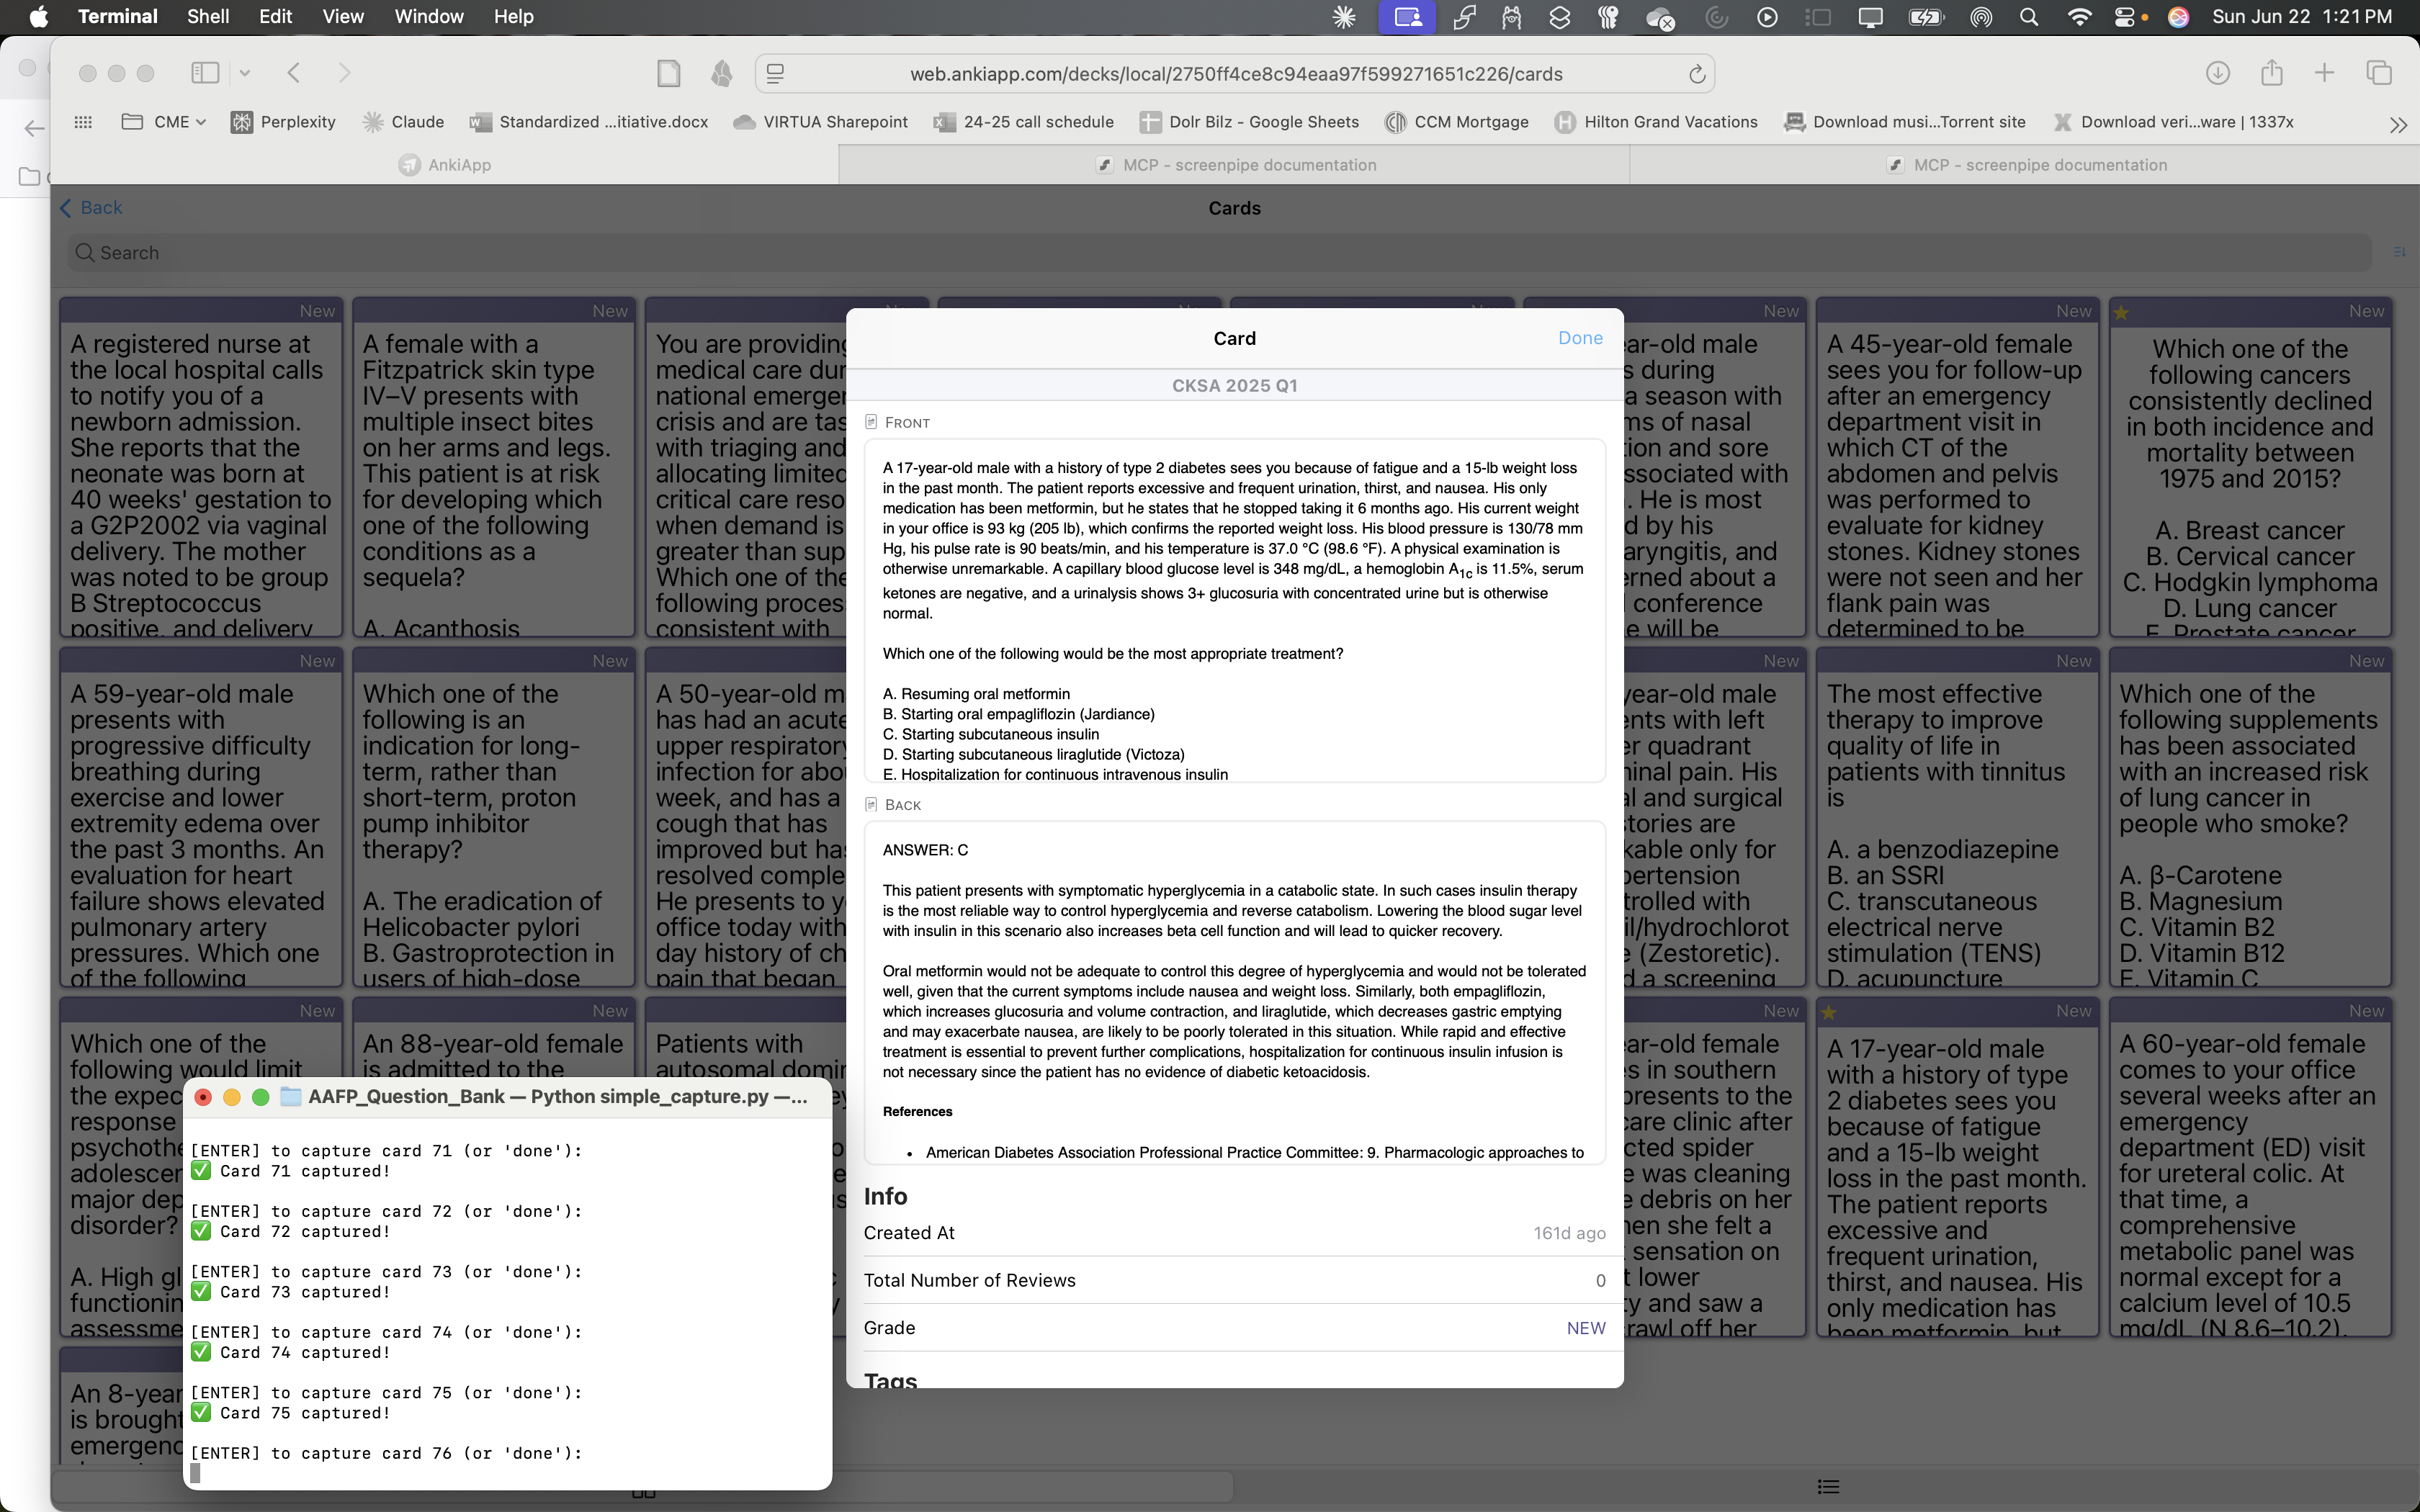 Terminal Shell Edit View Window Help
Sun Jun 22 1:21 PM
web.ankiapp.com/decks/local/2750ff4ce8c94eaa97f599271651c226/cards
CME
Perplexity
Claude
Standardized ...itiative.docx
VIRTUA Sharepoint
24-25 call schedule
Dolr Bilz - Google Sheets
CCM Mortgage
Hilton Grand Vacations
Download musi...Torrent site
Download veri...ware | 1337x
AnkiApp
MCP - screenpipe documentation
MCP - screenpipe documentation
Back
Cards
Search
New
A registered nurse at
the local hospital calls
to notify you of a
newborn admission.
She reports that the
neonate was born at
40 weeks' gestation to
a G2P2002 via vaginal
delivery. The mother
was noted to be group
B Streptococcus
positive, and delivery
New
A female with a
Fitzpatrick skin type
IV–V presents with
multiple insect bites
on her arms and legs.
This patient is at risk
for developing which
one of the following
conditions as a
sequela?
A. Acanthosis
You are providing
medical care dur
national emerger
crisis and are tas
with triaging and
allocating limited
critical care reso
when demand is
greater than sup
Which one of the
following proces
consistent with
New
ar-old male
s during
a season with
ms of nasal
ion and sore
ssociated with
. He is most
d by his
aryngitis, and
erned about a
conference
e will be
New
A 45-year-old female
sees you for follow-up
after an emergency
department visit in
which CT of the
abdomen and pelvis
was performed to
evaluate for kidney
stones. Kidney stones
were not seen and her
flank pain was
determined to be
New
Which one of the
following cancers
consistently declined
in both incidence and
mortality between
1975 and 2015?
A. Breast cancer
B. Cervical cancer
C. Hodgkin lymphoma
D. Lung cancer
E. Prostate cancer
New
A 59-year-old male
presents with
progressive difficulty
breathing during
exercise and lower
extremity edema over
the past 3 months. An
evaluation for heart
failure shows elevated
pulmonary artery
pressures. Which one
of the following
New
Which one of the
following is an
indication for long-
term, rather than
short-term, proton
pump inhibitor
therapy?
A. The eradication of
Helicobacter pylori
B. Gastroprotection in
users of high-dose
A 50-year-old m
has had an acute
upper respiratory
infection for abo
week, and has a
cough that has
improved but has
resolved comple
He presents to y
office today with
day history of ch
pain that began
New
year-old male
ents with left
er quadrant
inal pain. His
al and surgical
stories are
kable only for
pertension
trolled with
il/hydrochlorot
e (Zestoretic).
d a screening
New
The most effective
therapy to improve
quality of life in
patients with tinnitus
is
A. a benzodiazepine
B. an SSRI
C. transcutaneous
electrical nerve
stimulation (TENS)
D. acupuncture
New
Which one of the
following supplements
has been associated
with an increased risk
of lung cancer in
people who smoke?
A. β-Carotene
B. Magnesium
C. Vitamin B2
D. Vitamin B12
E. Vitamin C
New
Which one of the
following would limit
the expec
response
psychothe
adolescer
major dep
disorder?
A. High gl
functionin
assessme
New
An 88-year-old female
is admitted to the
Patients with
autosomal domir
New
ar-old female
s in southern
presents to the
care clinic after
cted spider
e was cleaning
e debris on her
hen she felt a
sensation on
t lower
ty and saw a
rawl off her
New
A 17-year-old male
with a history of type
2 diabetes sees you
because of fatigue
and a 15-lb weight
loss in the past month.
The patient reports
excessive and
frequent urination,
thirst, and nausea. His
only medication has
been metformin, but
New
A 60-year-old female
comes to your office
several weeks after an
emergency
department (ED) visit
for ureteral colic. At
that time, a
comprehensive
metabolic panel was
normal except for a
calcium level of 10.5
mg/dL (N 8.6–10.2).
An 8-year
is brought
emergenc
Card
Done
CKSA 2025 Q1
FRONT
A 17-year-old male with a history of type 2 diabetes sees you because of fatigue and a 15-lb weight loss
in the past month. The patient reports excessive and frequent urination, thirst, and nausea. His only
medication has been metformin, but he states that he stopped taking it 6 months ago. His current weight
in your office is 93 kg (205 lb), which confirms the reported weight loss. His blood pressure is 130/78 mm
Hg, his pulse rate is 90 beats/min, and his temperature is 37.0 °C (98.6 °F). A physical examination is
otherwise unremarkable. A capillary blood glucose level is 348 mg/dL, a hemoglobin A1c is 11.5%, serum
ketones are negative, and a urinalysis shows 3+ glucosuria with concentrated urine but is otherwise
normal.
Which one of the following would be the most appropriate treatment?
A. Resuming oral metformin
B. Starting oral empagliflozin (Jardiance)
C. Starting subcutaneous insulin
D. Starting subcutaneous liraglutide (Victoza)
E. Hospitalization for continuous intravenous insulin
BACK
ANSWER: C
This patient presents with symptomatic hyperglycemia in a catabolic state. In such cases insulin therapy
is the most reliable way to control hyperglycemia and reverse catabolism. Lowering the blood sugar level
with insulin in this scenario also increases beta cell function and will lead to quicker recovery.
Oral metformin would not be adequate to control this degree of hyperglycemia and would not be tolerated
well, given that the current symptoms include nausea and weight loss. Similarly, both empagliflozin,
which increases glucosuria and volume contraction, and liraglutide, which decreases gastric emptying
and may exacerbate nausea, are likely to be poorly tolerated in this situation. While rapid and effective
treatment is essential to prevent further complications, hospitalization for continuous insulin infusion is
not necessary since the patient has no evidence of diabetic ketoacidosis.
References
• American Diabetes Association Professional Practice Committee: 9. Pharmacologic approaches to
Info
Created At 161d ago
Total Number of Reviews 0
Grade NEW
Tags
AAFP_Question_Bank — Python simple_capture.py —...
[ENTER] to capture card 71 (or 'done'):
✅ Card 71 captured!
[ENTER] to capture card 72 (or 'done'):
✅ Card 72 captured!
[ENTER] to capture card 73 (or 'done'):
✅ Card 73 captured!
[ENTER] to capture card 74 (or 'done'):
✅ Card 74 captured!
[ENTER] to capture card 75 (or 'done'):
✅ Card 75 captured!
[ENTER] to capture card 76 (or 'done'):